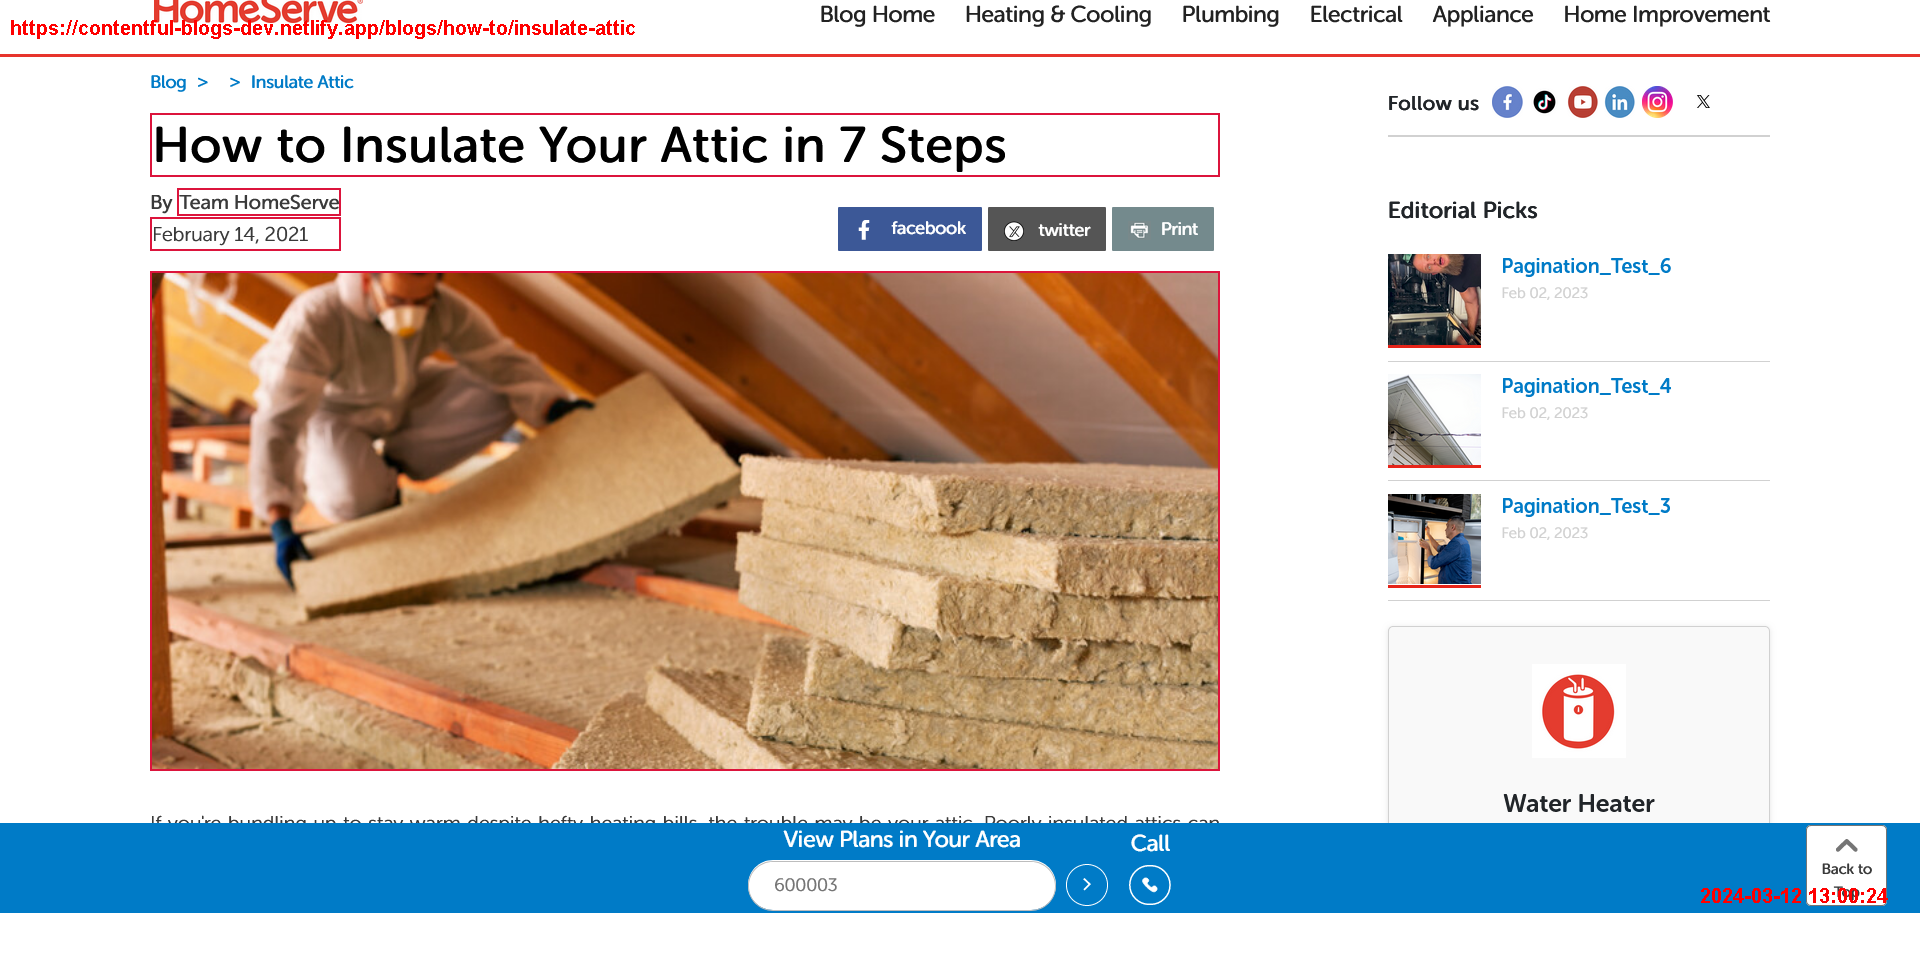 HomeServe
https://contentful-blogs-dev.netlify.app/blogs/how-to/insulate-attic
Blog Home
Heating & Cooling
Plumbing
Electrical
Appliance
Home Improvement
Blog > > Insulate Attic
How to Insulate Your Attic in 7 Steps
By Team HomeServe
February 14, 2021
facebook
twitter
Print
If you're bundling up to stay warm despite hefty heating bills, the trouble may be your attic. Poorly insulated attics can
Follow us
Editorial Picks
Pagination_Test_6
Feb 02, 2023
Pagination_Test_4
Feb 02, 2023
Pagination_Test_3
Feb 02, 2023
Water Heater
View Plans in Your Area
600003
Call
Back to
Top
2024-03-12 13:00:24